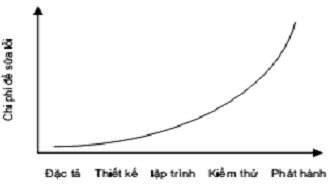 Chi phí để sửa lỗi
Đặc tả Thiết kế lập trình Kiểm thử Phát hành